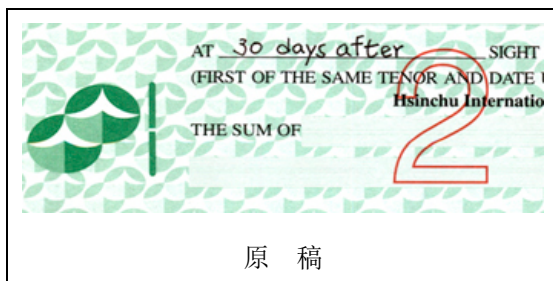 AT 30 days after SIGHT
(FIRST OF THE SAME TENOR AND DATE
Hsinchu Internatio
THE SUM OF
2
原 稿